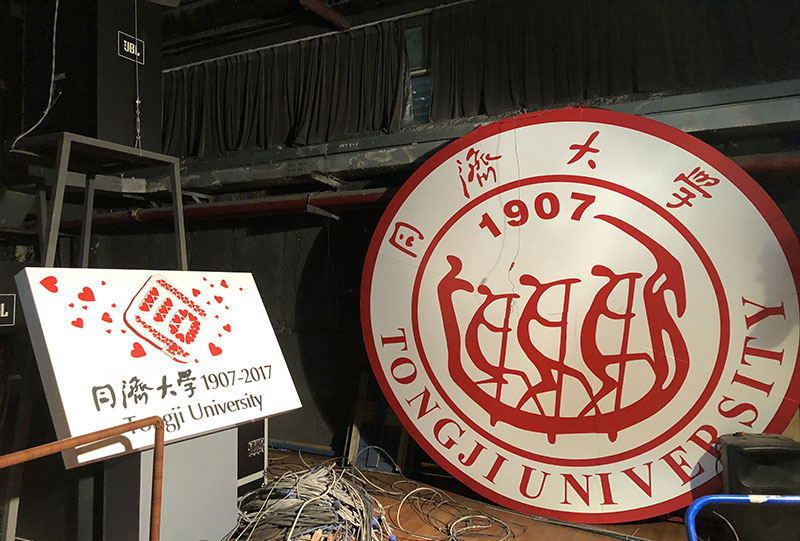 JBL
同濟大學 1907-2017
Tongji University
同濟大學
1907
TONGJI UNIVERSITY